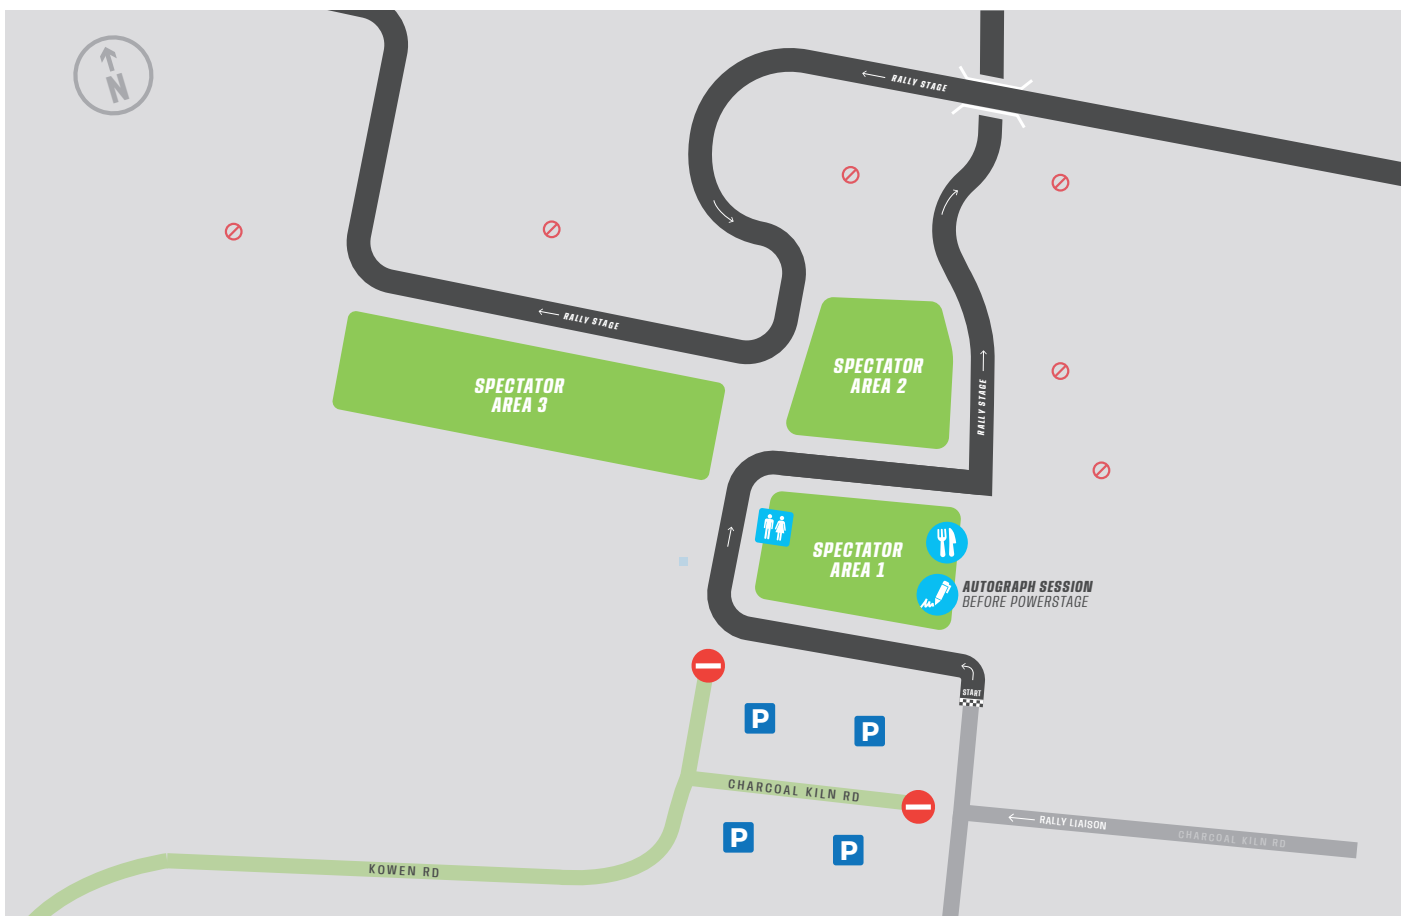 N
RALLY STAGE
RALLY STAGE
SPECTATOR
AREA 2
SPECTATOR
AREA 3
RALLY STAGE
SPECTATOR
AREA 1
AUTOGRAPH SESSION
BEFORE POWERSTAGE
START
P
P
CHARCOAL KILN RD
RALLY LIAISON
CHARCOAL KILN RD
P
P
KOWEN RD